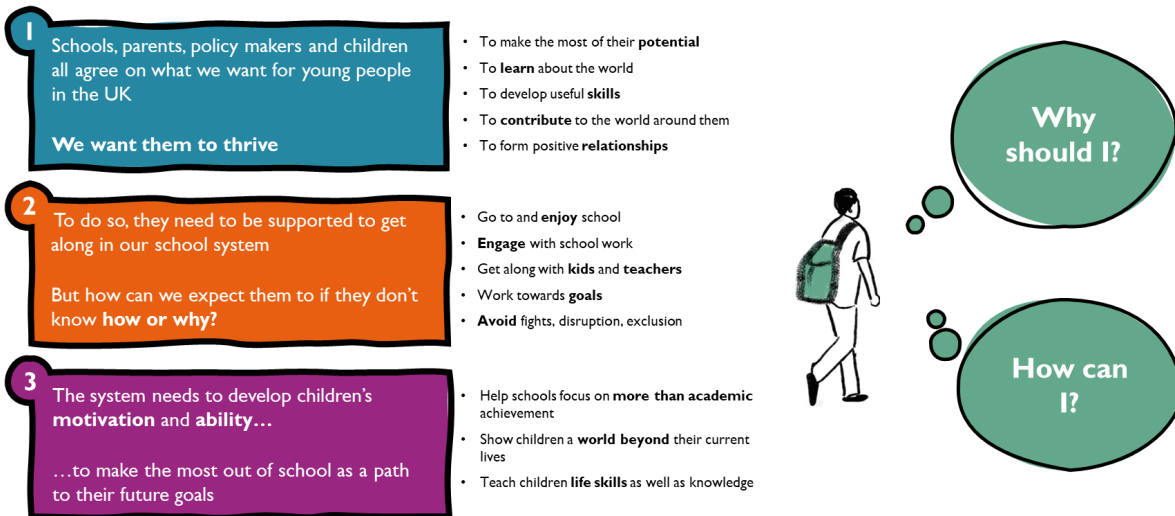 1
Schools, parents, policy makers and children
all agree on what we want for young people
in the UK
We want them to thrive
• To make the most of their potential
• To learn about the world
• To develop useful skills
• To contribute to the world around them
• To form positive relationships
2
To do so, they need to be supported to get
along in our school system
But how can we expect them to if they don't
know how or why?
• Go to and enjoy school
• Engage with school work
• Get along with kids and teachers
• Work towards goals
• Avoid fights, disruption, exclusion
3
The system needs to develop children's
motivation and ability…
…to make the most out of school as a path
to their future goals
• Help schools focus on more than academic
achievement
• Show children a world beyond their current
lives
• Teach children life skills as well as knowledge
Why
should I?
How can
I?